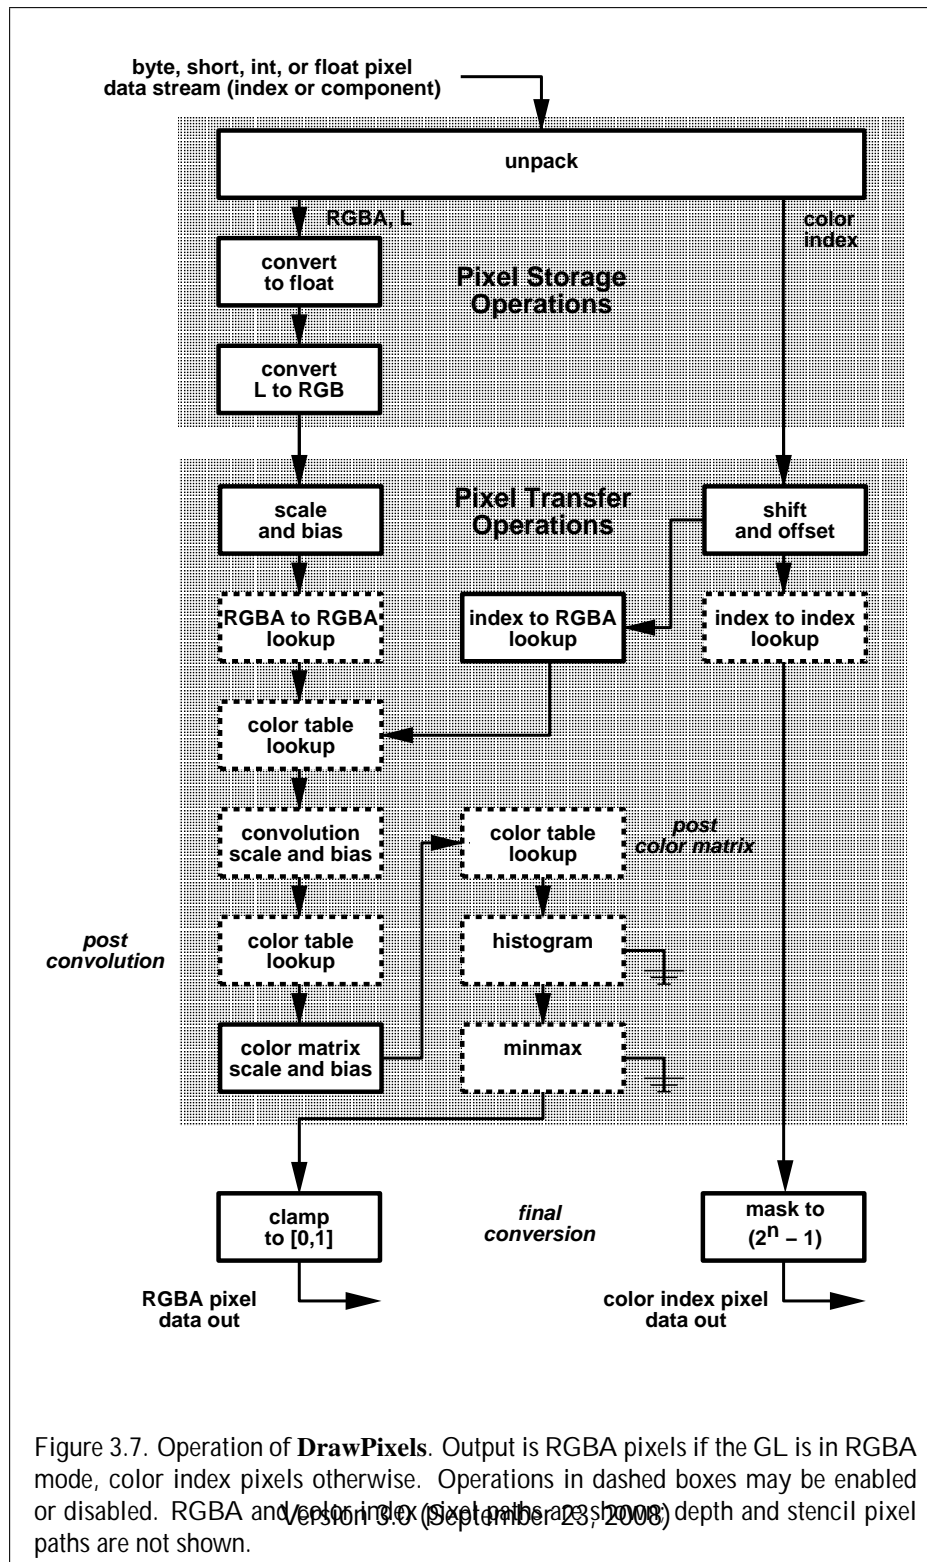 byte, short, int, or float pixel
data stream (index or component)
unpack
RGBA, L
color
index
convert
to float
Pixel Storage
Operations
convert
L to RGB
scale
and bias
Pixel Transfer
Operations
shift
and offset
RGBA to RGBA
lookup
index to RGBA
lookup
index to index
lookup
color table
lookup
convolution
scale and bias
color table
lookup
post
color matrix
post
convolution
color table
lookup
histogram
color matrix
scale and bias
minmax
clamp
to [0,1]
final
conversion
mask to
(2^n – 1)
RGBA pixel
data out
color index pixel
data out
Figure 3.7. Operation of DrawPixels. Output is RGBA pixels if the GL is in RGBA
mode, color index pixels otherwise. Operations in dashed boxes may be enabled
or disabled. RGBA and color index pixel paths are shown; depth and stencil pixel
Version 3.0 (September 23, 2008)
paths are not shown.